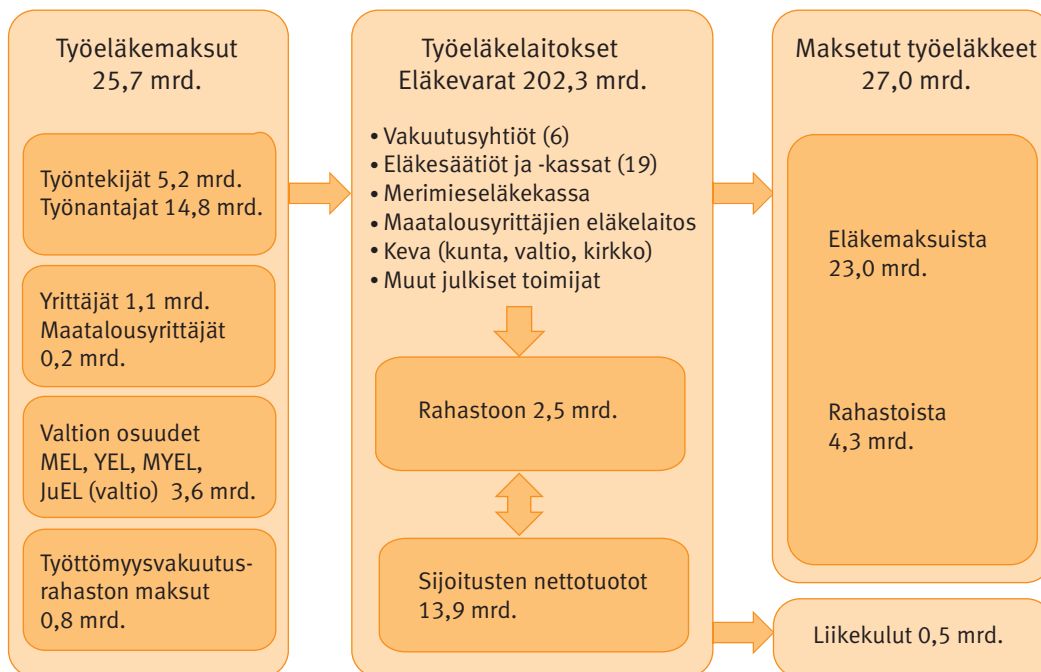 Työeläkemaksut
25,7 mrd.
Työntekijät 5,2 mrd.
Työnantajat 14,8 mrd.
Yrittäjät 1,1 mrd.
Maatalousyrittäjät
0,2 mrd.
Valtion osuudet
MEL, YEL, MYEL,
JuEL (valtio) 3,6 mrd.
Työttömyysvakuutus-
rahaston maksut
0,8 mrd.
Työeläkelaitokset
Eläkevarat 202,3 mrd.
• Vakuutusyhtiöt (6)
• Eläkesäätiöt ja -kassat (19)
• Merimieseläkekassa
• Maatalousyrittäjien eläkelaitos
• Keva (kunta, valtio, kirkko)
• Muut julkiset toimijat
Rahastoon 2,5 mrd.
Sijoitusten nettotuotot
13,9 mrd.
Maksetut työeläkkeet
27,0 mrd.
Eläkemaksuista
23,0 mrd.
Rahastoista
4,3 mrd.
Liikekulut 0,5 mrd.